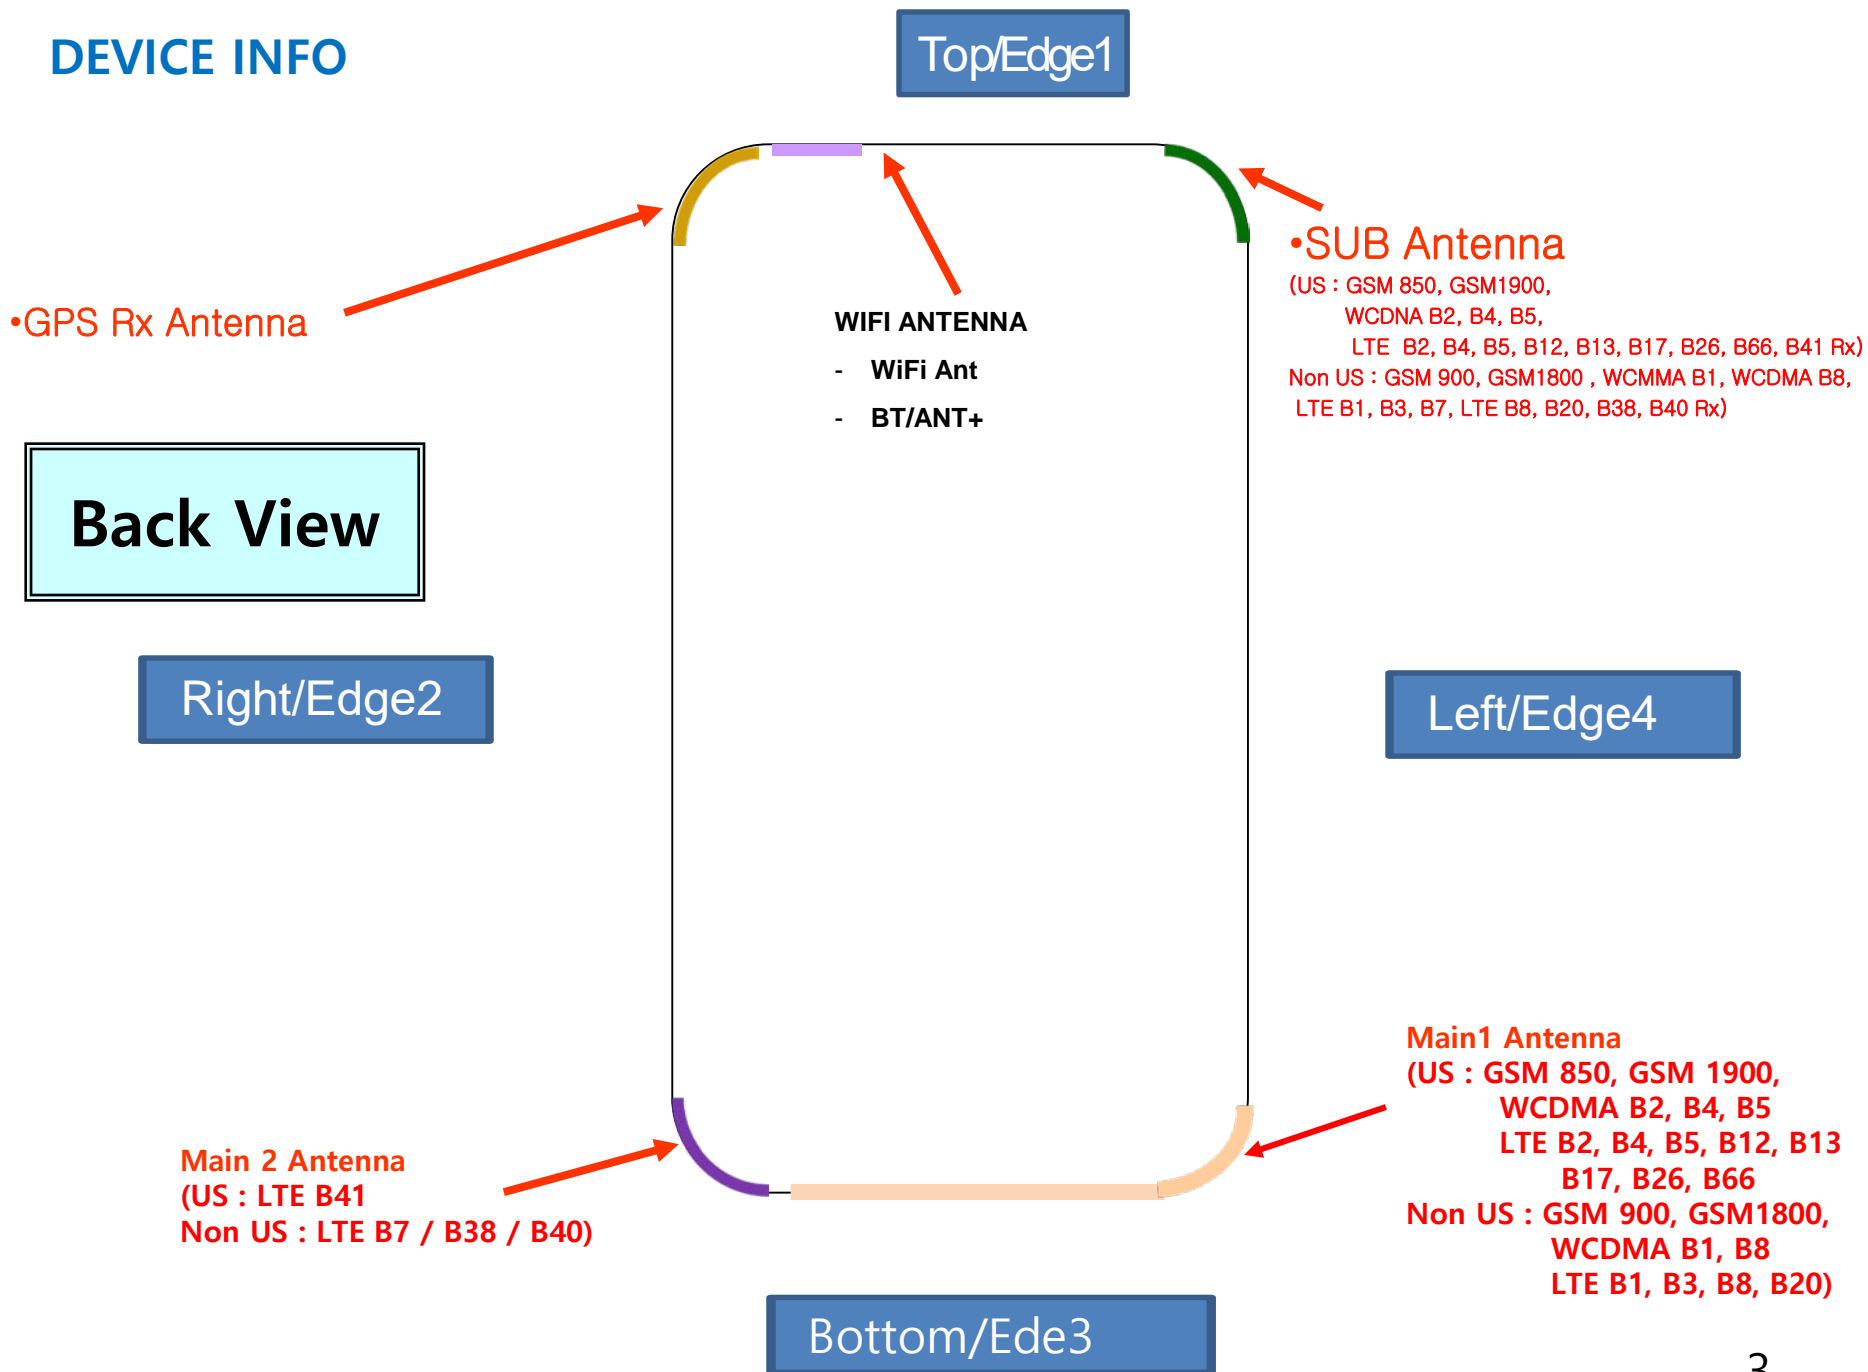 DEVICE INFO
Top/Edge1
•GPS Rx Antenna
WIFI ANTENNA
- WiFi Ant
- BT/ANT+
•SUB Antenna
(US : GSM 850, GSM1900,
WCDNA B2, B4, B5,
LTE B2, B4, B5, B12, B13, B17, B26, B66, B41 Rx)
Non US : GSM 900, GSM1800 , WCMMA B1, WCDMA B8,
LTE B1, B3, B7, LTE B8, B20, B38, B40 Rx)
Back View
Right/Edge2
Left/Edge4
Main 2 Antenna
(US : LTE B41
Non US : LTE B7 / B38 / B40)
Main1 Antenna
(US : GSM 850, GSM 1900,
WCDMA B2, B4, B5
LTE B2, B4, B5, B12, B13
B17, B26, B66
Non US : GSM 900, GSM1800,
WCDMA B1, B8
LTE B1, B3, B8, B20)
Bottom/Ede3
3